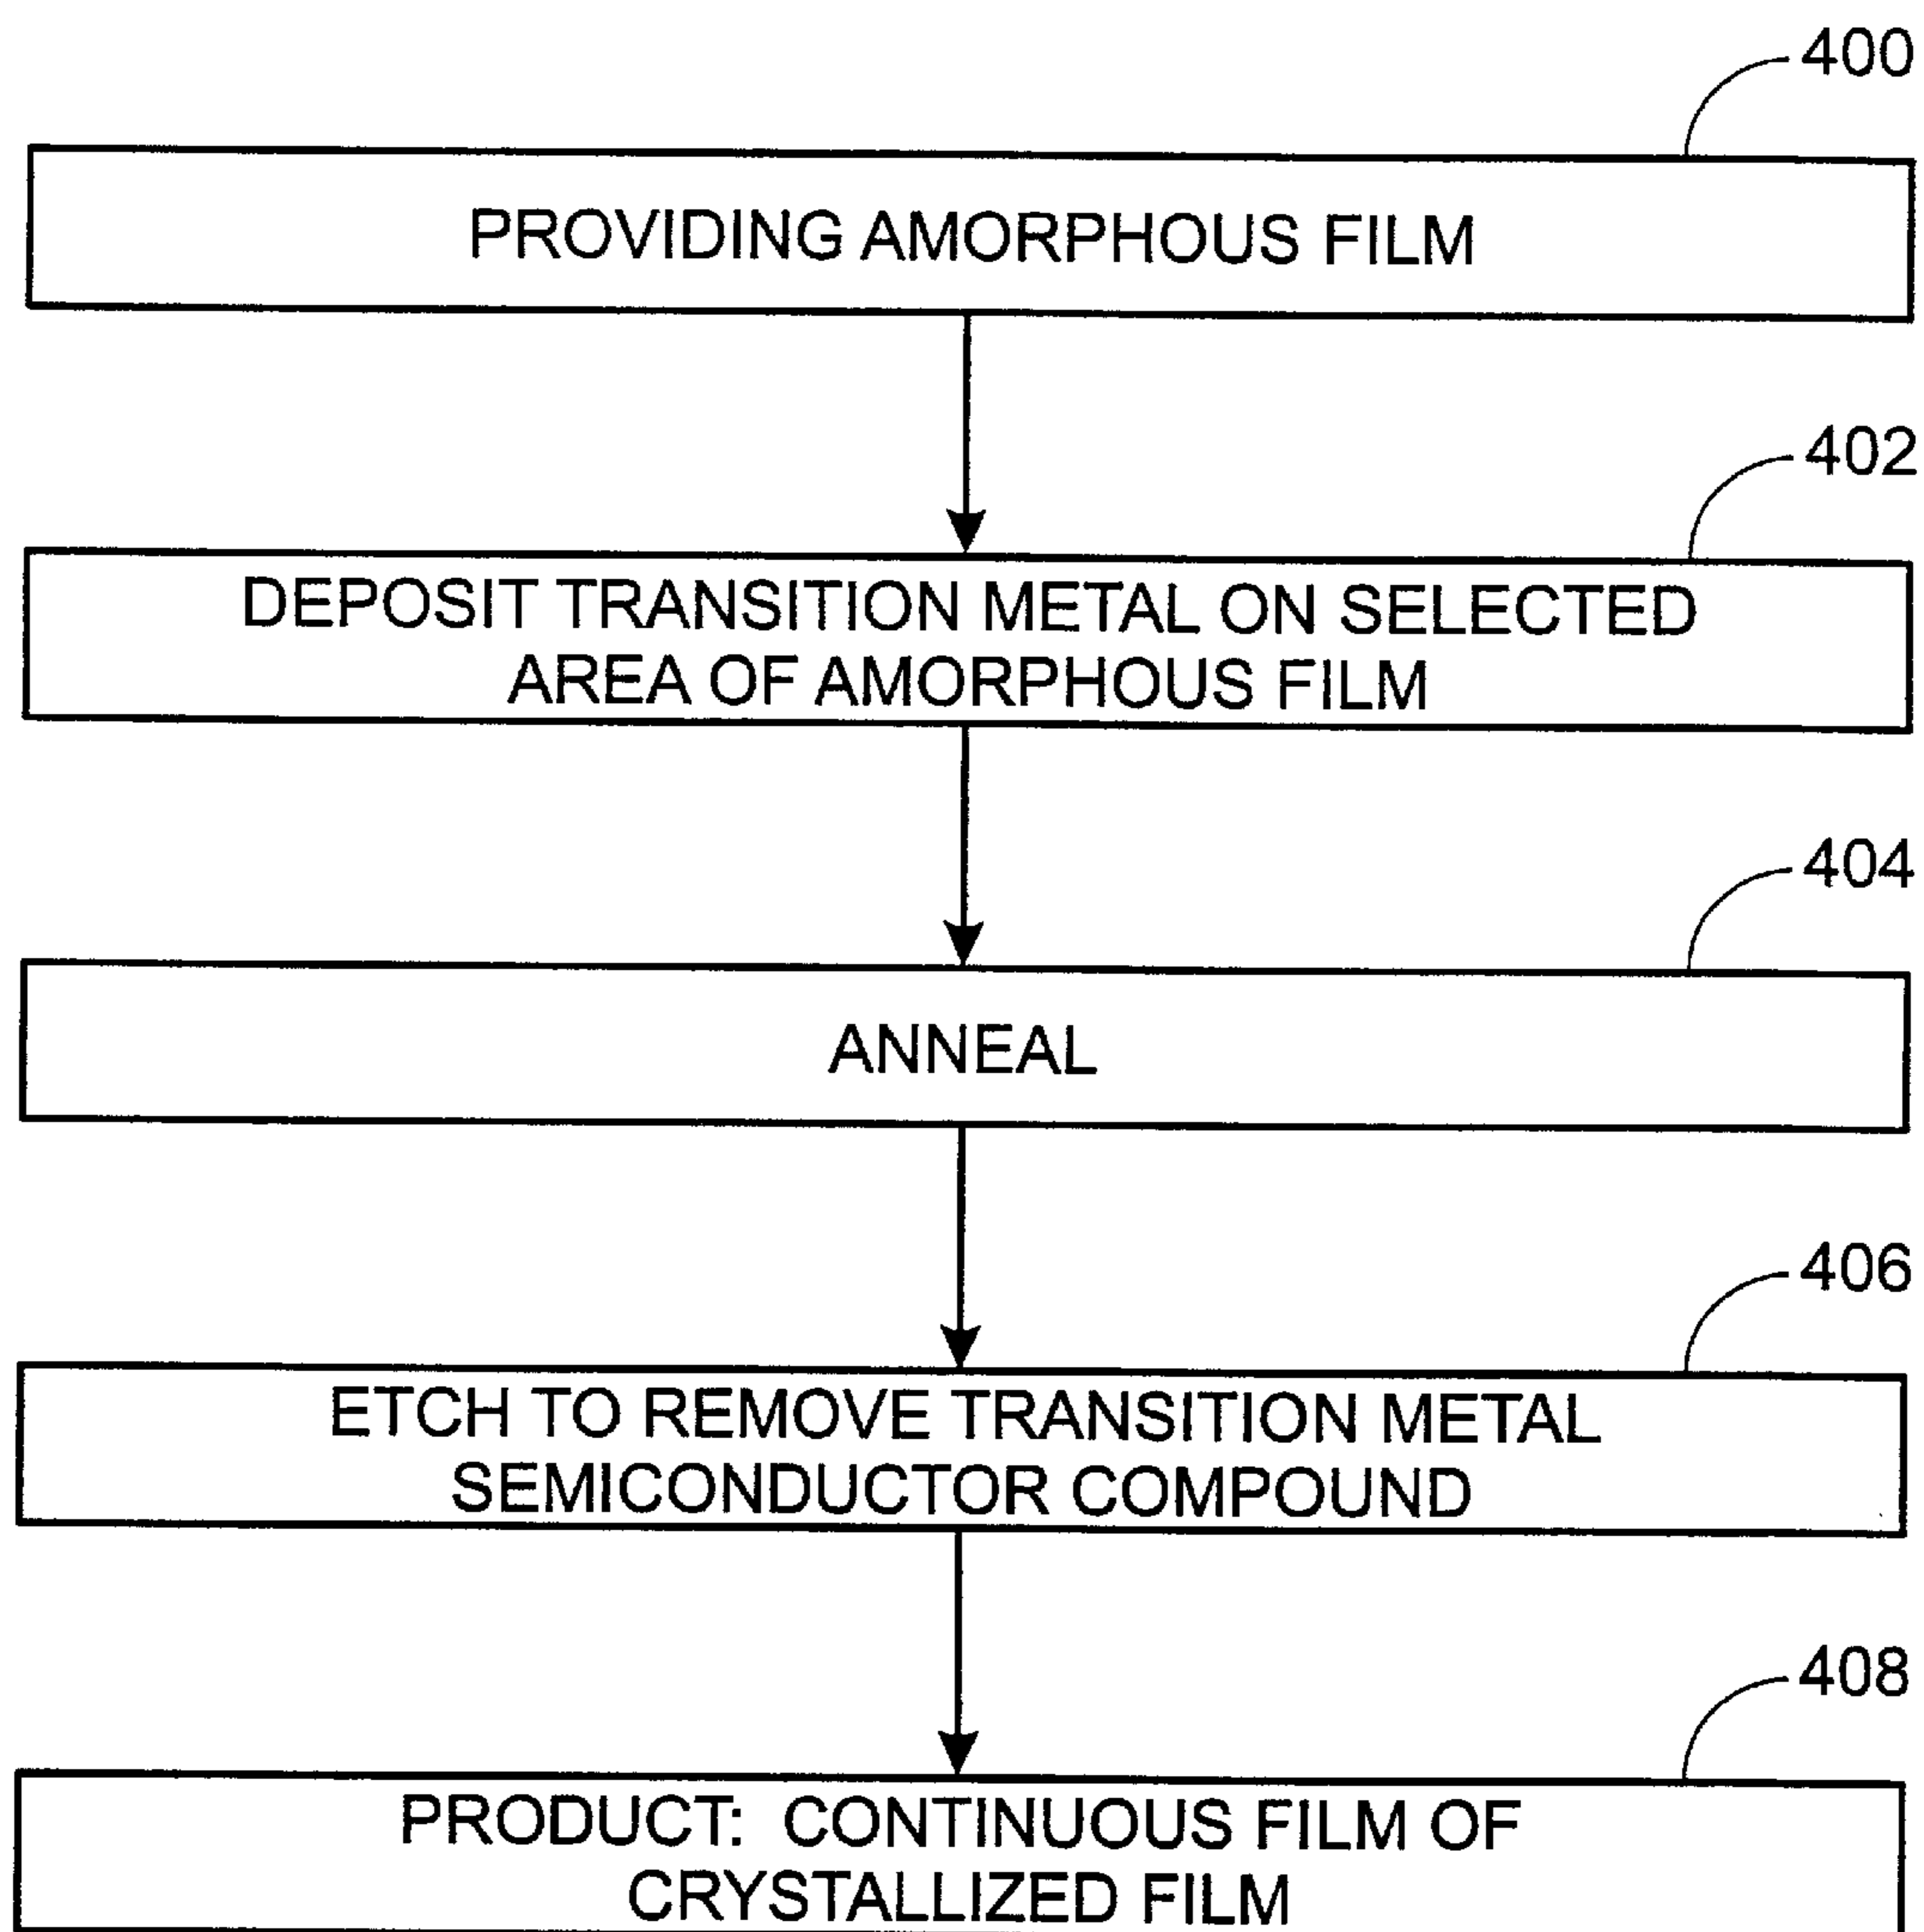 400
PROVIDING AMORPHOUS FILM
402
DEPOSIT TRANSITION METAL ON SELECTED
AREA OF AMORPHOUS FILM
404
ANNEAL
406
ETCH TO REMOVE TRANSITION METAL
SEMICONDUCTOR COMPOUND
408
PRODUCT: CONTINUOUS FILM OF
CRYSTALLIZED FILM